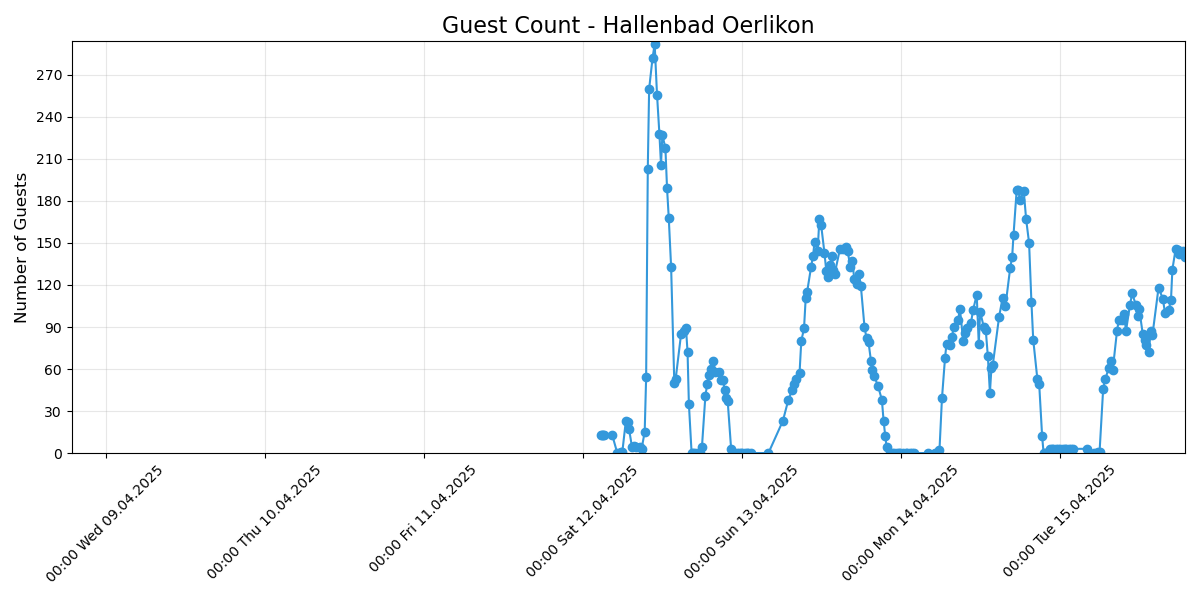 Guest Count - Hallenbad Oerlikon
Number of Guests
270
240
210
180
150
120
90
60
30
0
00:00 Wed 09.04.2025
00:00 Thu 10.04.2025
00:00 Fri 11.04.2025
00:00 Sat 12.04.2025
00:00 Sun 13.04.2025
00:00 Mon 14.04.2025
00:00 Tue 15.04.2025